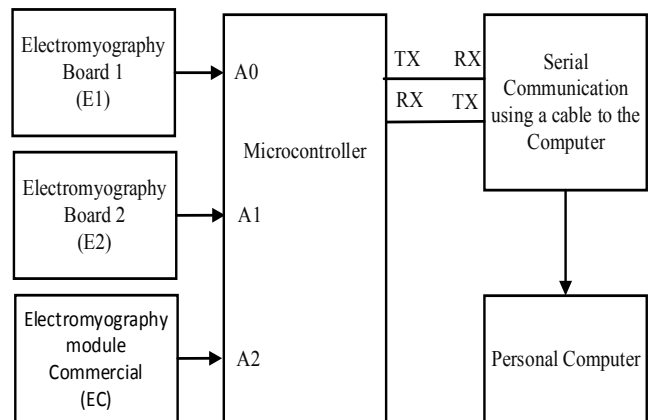 Electromyography
Board 1
(E1)
A0
Electromyography
Board 2
(E2)
A1
Electromyography
module
Commercial
(EC)
A2
Microcontroller
TX RX
RX TX
Serial
Communication
using a cable to the
Computer
Personal Computer